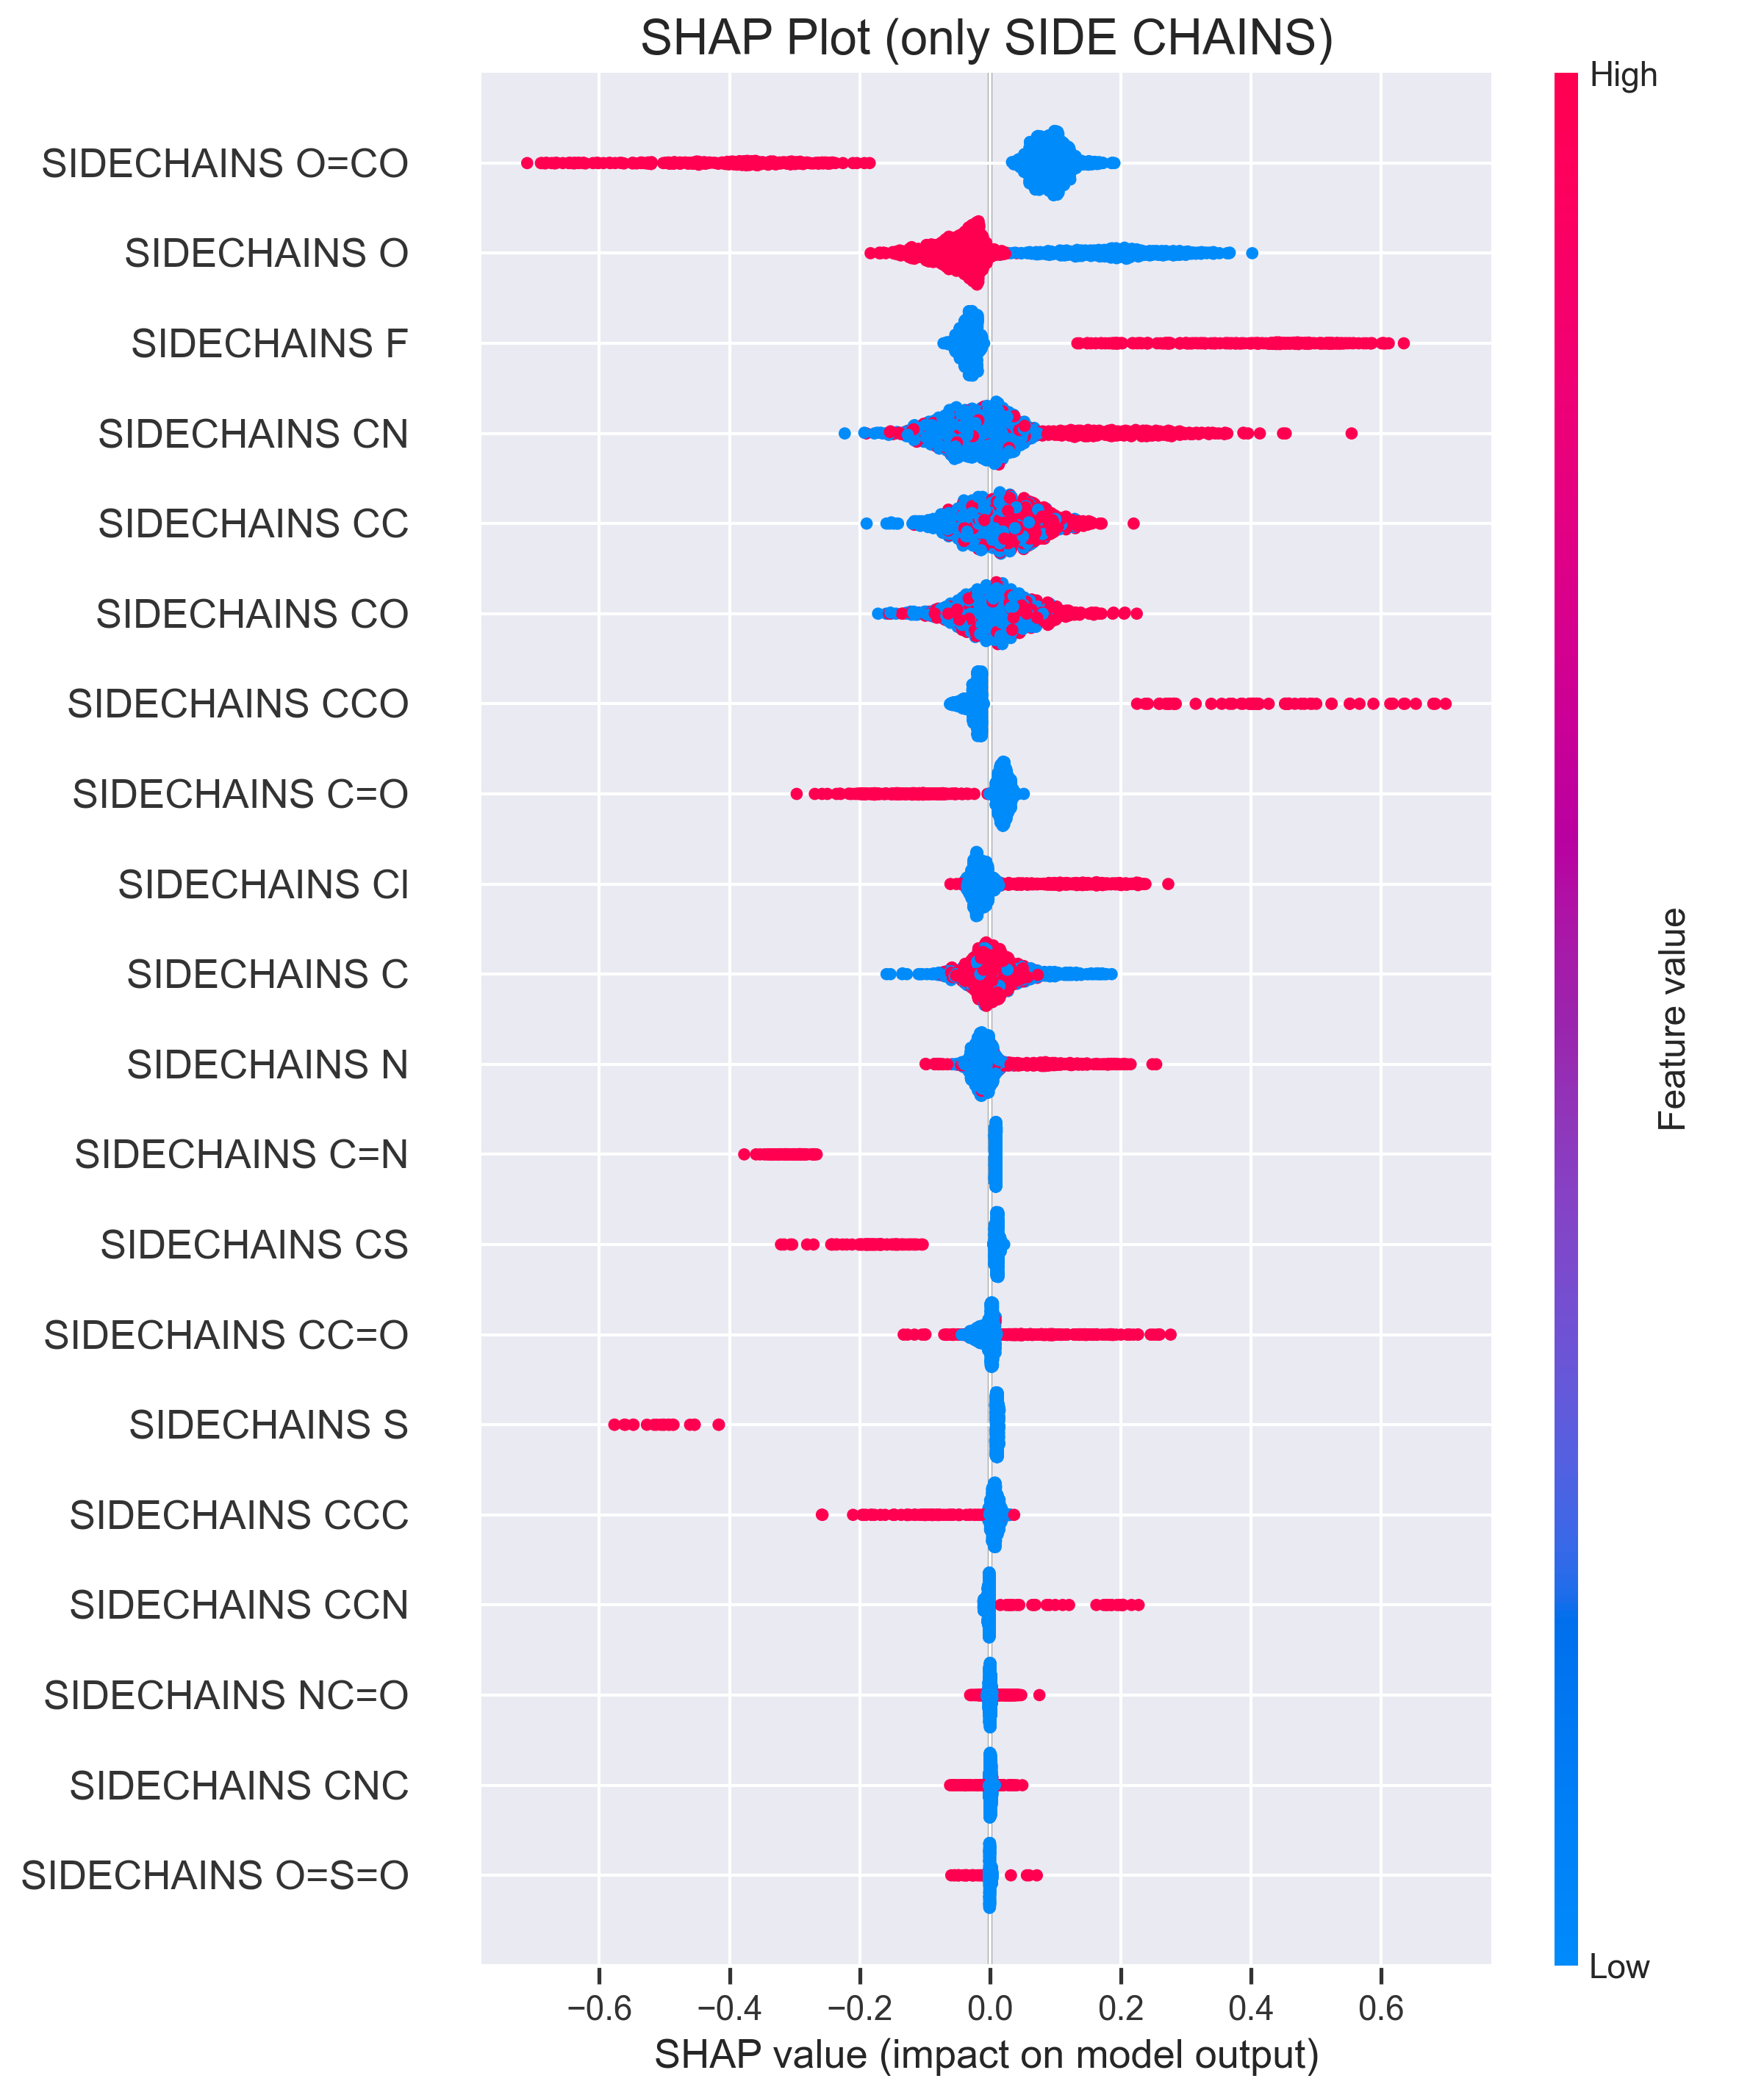 SHAP Plot (only SIDE CHAINS)
High
SIDECHAINS O=CO
SIDECHAINS O
SIDECHAINS F
SIDECHAINS CN
SIDECHAINS CC
SIDECHAINS CO
SIDECHAINS CCO
SIDECHAINS C=O
SIDECHAINS Cl
SIDECHAINS C
SIDECHAINS N
SIDECHAINS C=N
SIDECHAINS CS
SIDECHAINS CC=O
SIDECHAINS S
SIDECHAINS CCC
SIDECHAINS CCN
SIDECHAINS NC=O
SIDECHAINS CNC
SIDECHAINS O=S=O
Feature value
Low
−0.6 −0.4 −0.2 0.0 0.2 0.4 0.6
SHAP value (impact on model output)